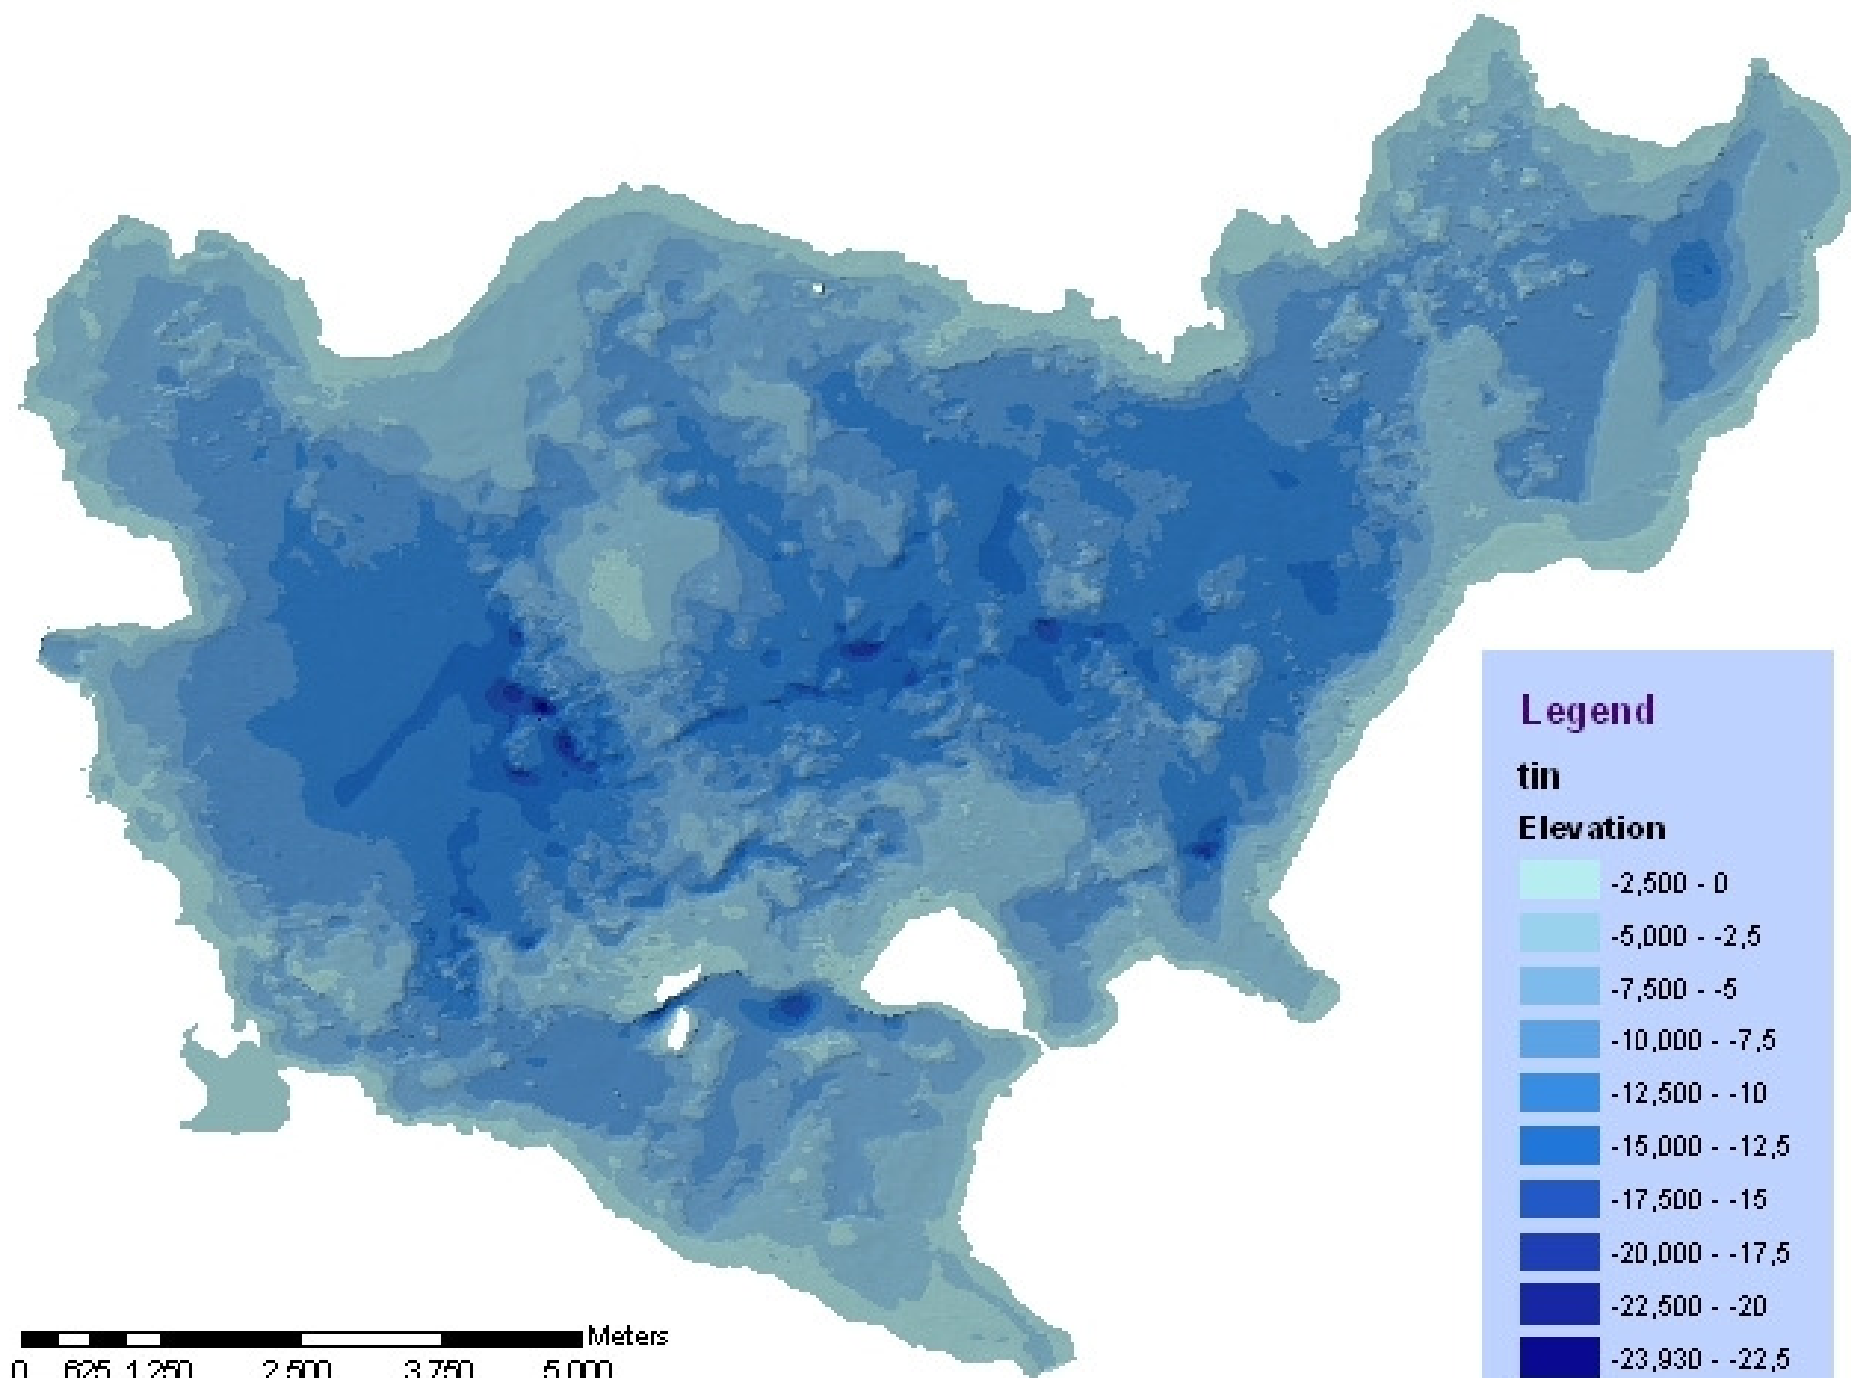 Legend
tin
Elevation
-2,500 - 0
-5,000 - -2,5
-7,500 - -5
-10,000 - -7,5
-12,500 - -10
-15,000 - -12,5
-17,500 - -15
-20,000 - -17,5
-22,500 - -20
-23,930 - -22,5
Meters
0 625 1.250 2.500 3.750 5.000